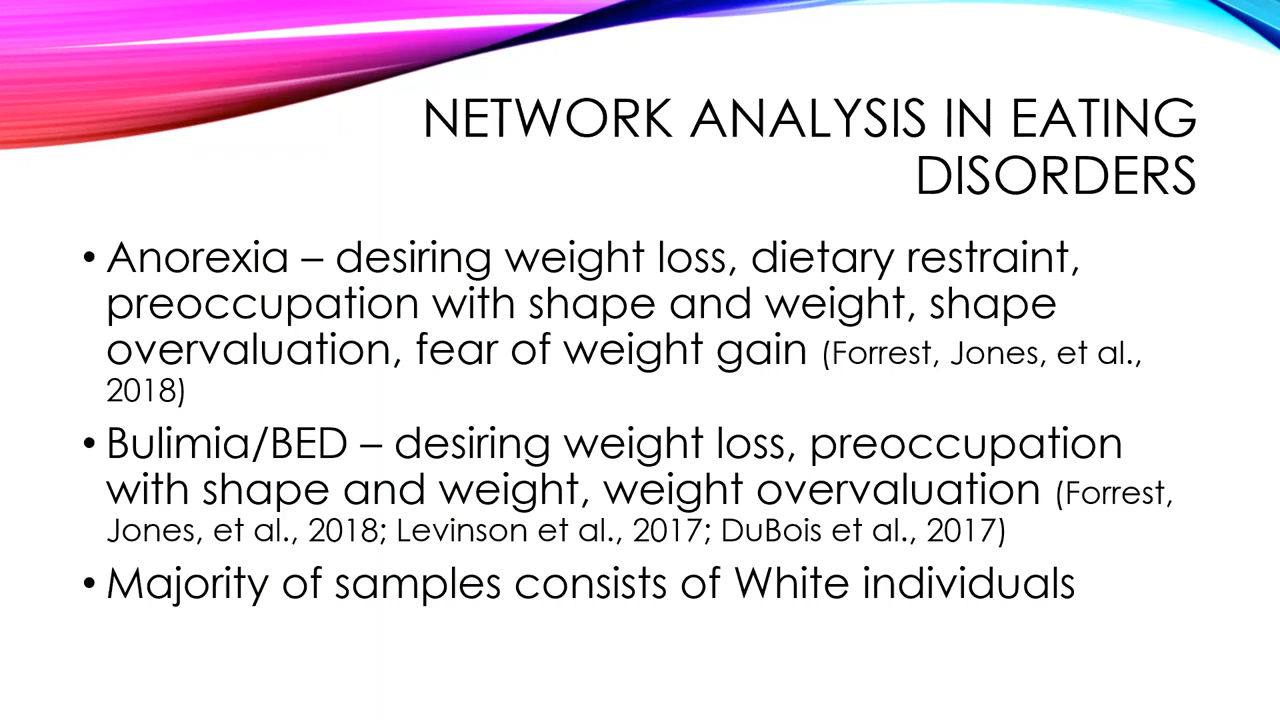 NETWORK ANALYSIS IN EATING
DISORDERS
• Anorexia – desiring weight loss, dietary restraint,
preoccupation with shape and weight, shape
overvaluation, fear of weight gain (Forrest, Jones, et al.,
2018)
• Bulimia/BED – desiring weight loss, preoccupation
with shape and weight, weight overvaluation (Forrest,
Jones, et al., 2018; Levinson et al., 2017; DuBois et al., 2017)
• Majority of samples consists of White individuals